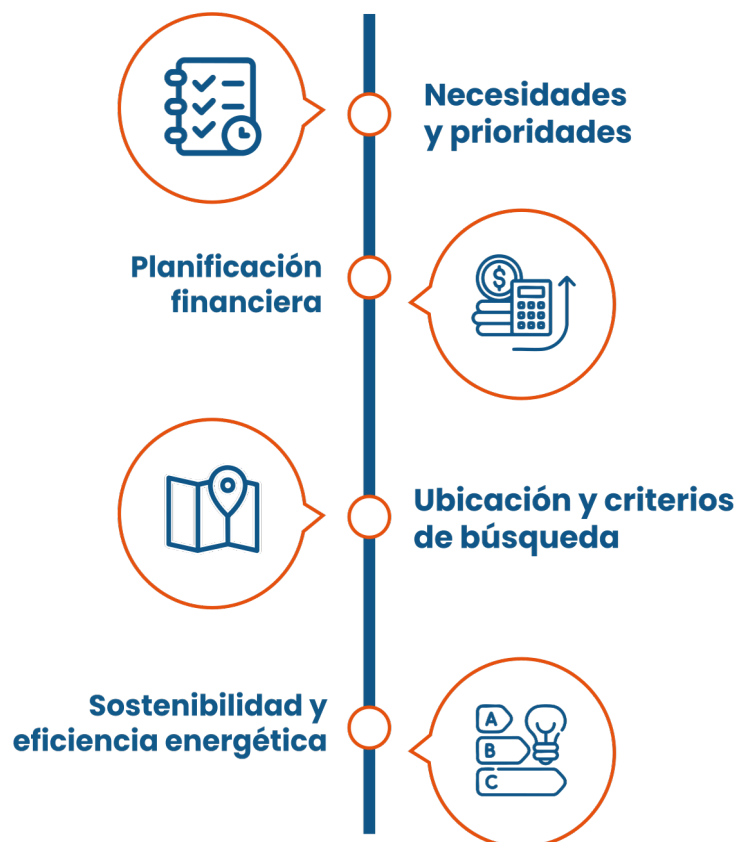 Necesidades
y prioridades
Planificación
financiera
$
Ubicación y criterios
de búsqueda
Sostenibilidad y
eficiencia energética
A
B
C